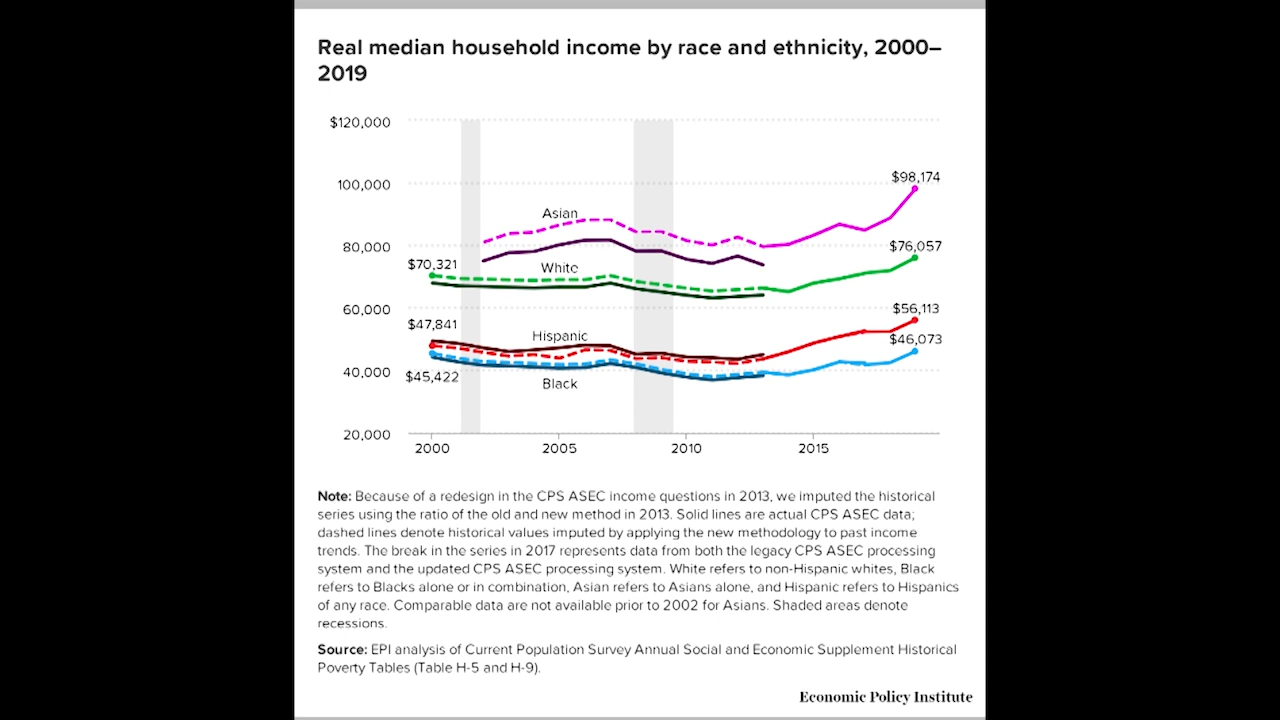 Real median household income by race and ethnicity, 2000–
2019
$120,000
100,000
$98,174
Asian
80,000
$76,057
$70,321
White
60,000
$56,113
$47,841
Hispanic
$46,073
40,000
$45,422
Black
20,000
2000 2005 2010 2015
Note: Because of a redesign in the CPS ASEC income questions in 2013, we imputed the historical
series using the ratio of the old and new method in 2013. Solid lines are actual CPS ASEC data;
dashed lines denote historical values imputed by applying the new methodology to past income
trends. The break in the series in 2017 represents data from both the legacy CPS ASEC processing
system and the updated CPS ASEC processing system. White refers to non-Hispanic whites, Black
refers to Blacks alone or in combination, Asian refers to Asians alone, and Hispanic refers to Hispanics
of any race. Comparable data are not available prior to 2002 for Asians. Shaded areas denote
recessions.
Source: EPI analysis of Current Population Survey Annual Social and Economic Supplement Historical
Poverty Tables (Table H-5 and H-9).
Economic Policy Institute